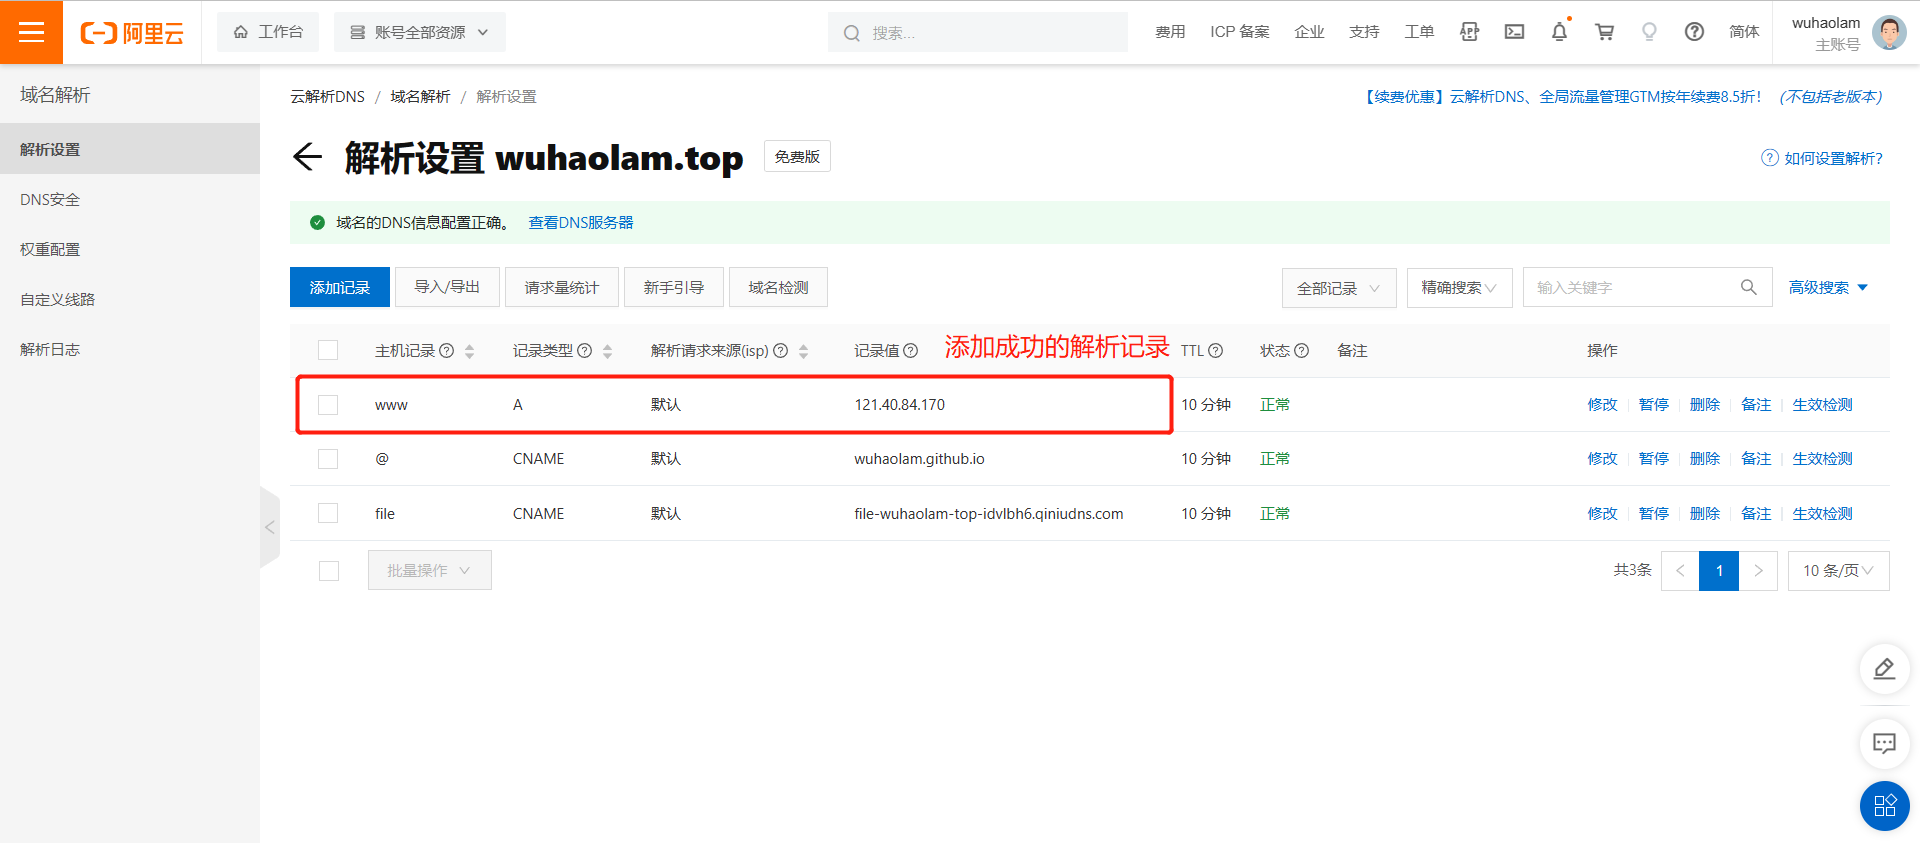 阿里云
工作台
账号全部资源
搜索...
费用
ICP 备案
企业
支持
工单
APP
简体
wuhaolam
主账号
域名解析
解析设置
DNS安全
权重配置
自定义线路
解析日志
云解析DNS / 域名解析 / 解析设置
【续费优惠】云解析DNS、全局流量管理GTM按年续费8.5折！ (不包括老版本)
解析设置 wuhaolam.top
免费版
如何设置解析?
域名的DNS信息配置正确。 查看DNS服务器
添加记录
导入/导出
请求量统计
新手引导
域名检测
全部记录
精确搜索
输入关键字
高级搜索
主机记录 记录类型 解析请求来源(isp) 记录值 添加成功的解析记录 TTL 状态 备注 操作
www A 默认 121.40.84.170 10 分钟 正常 修改 暂停 删除 备注 生效检测
@ CNAME 默认 wuhaolam.github.io 10 分钟 正常 修改 暂停 删除 备注 生效检测
file CNAME 默认 file-wuhaolam-top-idvlbh6.qiniudns.com 10 分钟 正常 修改 暂停 删除 备注 生效检测
批量操作
共3条 < 1 > 10 条/页